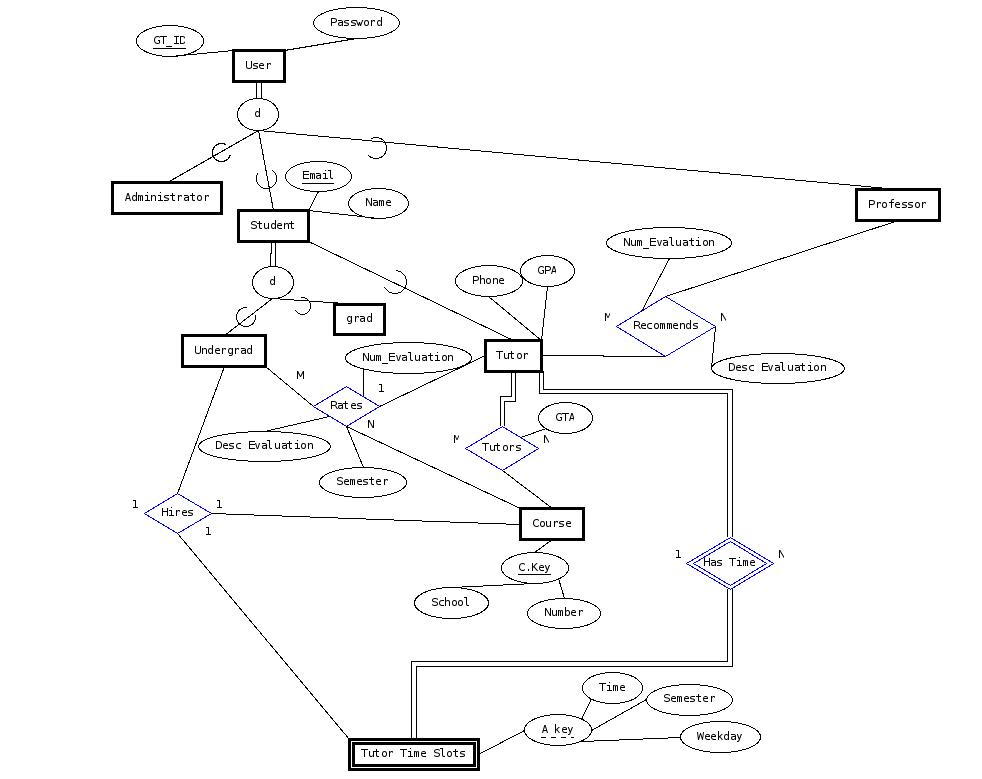 Password
GT_ID
User
d
Administrator
Email
Name
Professor
Student
Num_Evaluation
GPA
Phone
d
grad
M
Recommends
N
Undergrad
Num_Evaluation
Tutor
Desc Evaluation
M
1
Rates
N
GTA
Desc Evaluation
M
Tutors
N
Semester
1
Hires
1
1
Course
1
Has Time
N
C.Key
School
Number
Time
Semester
A key
Weekday
Tutor Time Slots